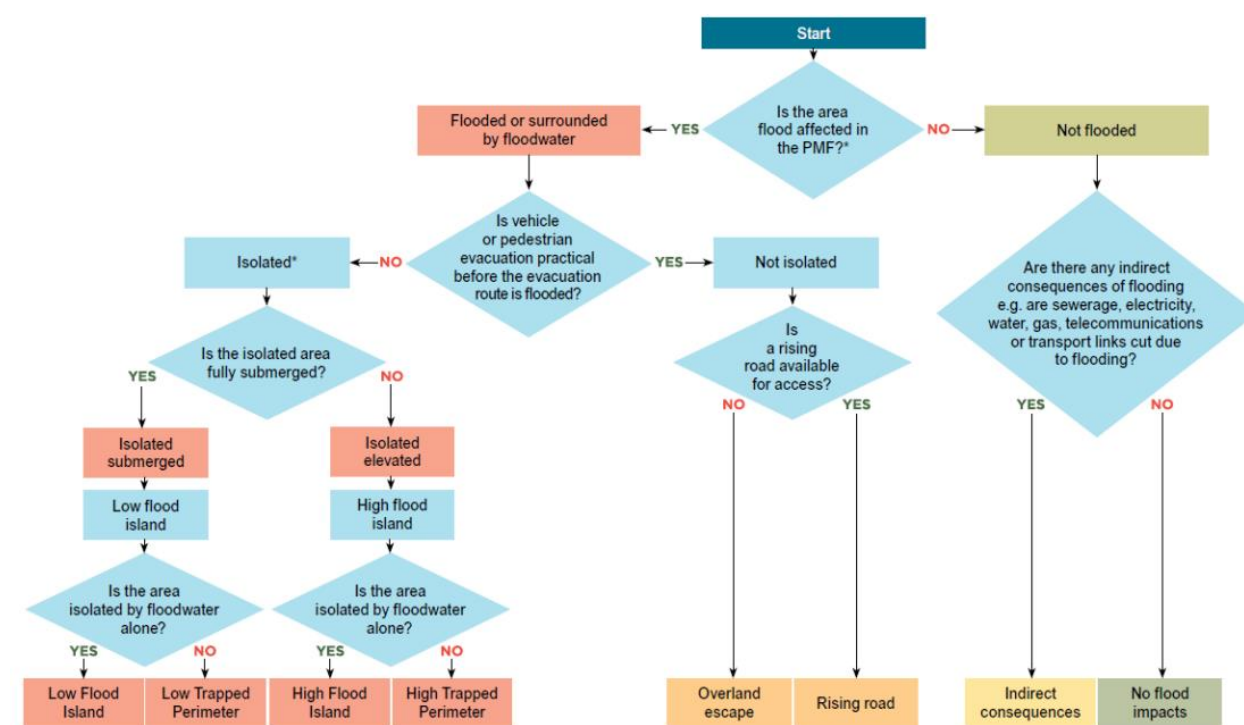 Start
Is the area
flood affected in
the PMF?*
YES
NO
Flooded or surrounded
by floodwater
Not flooded
Is vehicle
or pedestrian
evacuation practical
before the evacuation
route is flooded?
NO
YES
Isolated*
Not isolated
Are there any indirect
consequences of flooding
e.g. are sewerage, electricity,
water, gas, telecommunications
or transport links cut due
to flooding?
Is the isolated area
fully submerged?
YES
NO
Is
a rising
road available
for access?
NO
YES
YES
NO
Isolated
submerged
Isolated
elevated
Low flood
island
High flood
island
Is the area
isolated by floodwater
alone?
Is the area
isolated by floodwater
alone?
YES
NO
YES
NO
Low Flood
Island
Low Trapped
Perimeter
High Flood
Island
High Trapped
Perimeter
Overland
escape
Rising road
Indirect
consequences
No flood
impacts